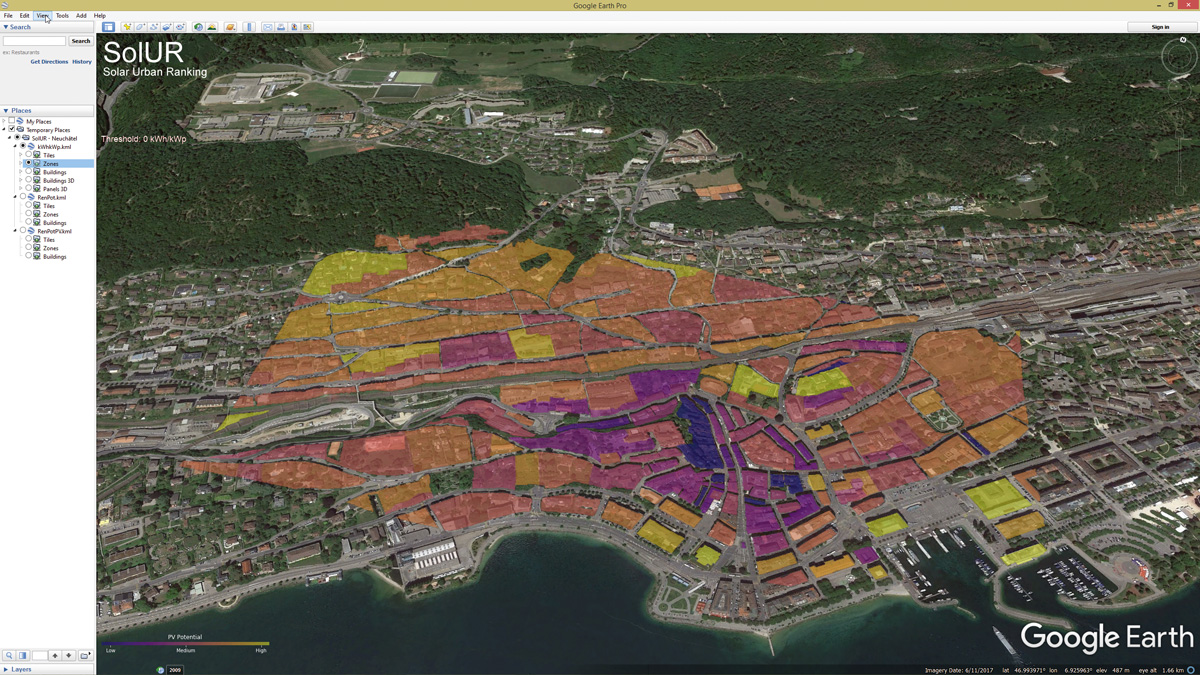 Google Earth Pro
File Edit View Tools Add Help
Search
Sign in
Search
ex: Restaurants
Get Directions History
Places
My Places
Temporary Places
SolUR - Neuchâtel
kWhkWp.kml
Tiles
Zones
Buildings
Buildings 3D
Panels 3D
RenPot.kml
Tiles
Zones
Buildings
RenPotPV.kml
Tiles
Zones
Buildings
Layers
SolUR
Solar Urban Ranking
Threshold: 0 kWh/kWp
N
PV Potential
Low Medium High
2009
Google Earth
Imagery Date: 6/11/2017 lat 46.993971° lon 6.925963° elev 487 m eye alt 1.66 km